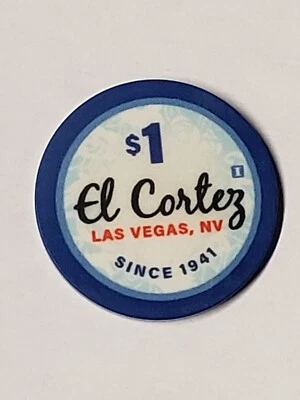 $1
El Cortez
LAS VEGAS, NV
SINCE 1941